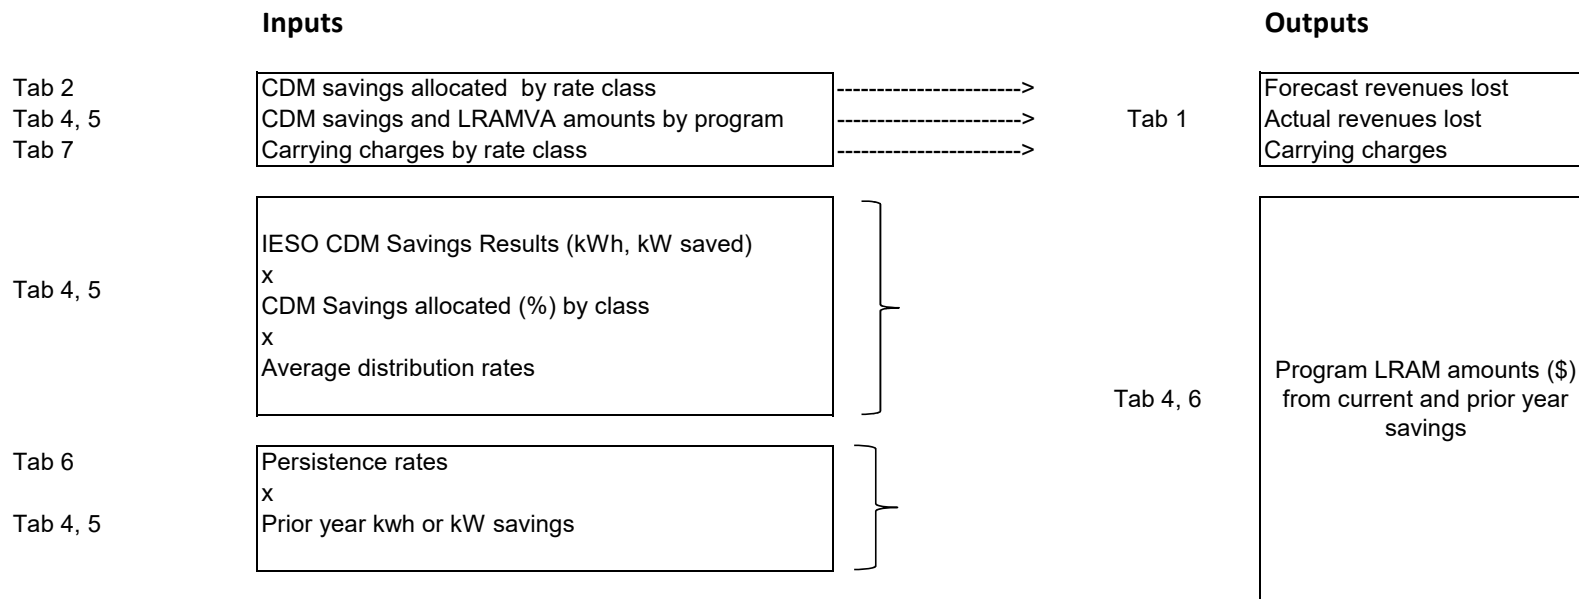 Inputs Outputs
Tab 2 CDM savings allocated  by rate class -----------------------> Forecast revenues lost
Tab 4, 5 CDM savings and LRAMVA amounts by program -----------------------> Tab 1 Actual revenues lost
Tab 7 Carrying charges by rate class -----------------------> Carrying charges
IESO CDM Savings Results (kWh, kW saved)
x
Tab 4, 5
CDM Savings allocated (%) by class
x
Average distribution rates
Tab 4, 6
Program LRAM amounts ($)
from current and prior year
savings
Tab 6 Persistence rates
x
Tab 4, 5 Prior year kwh or kW savings